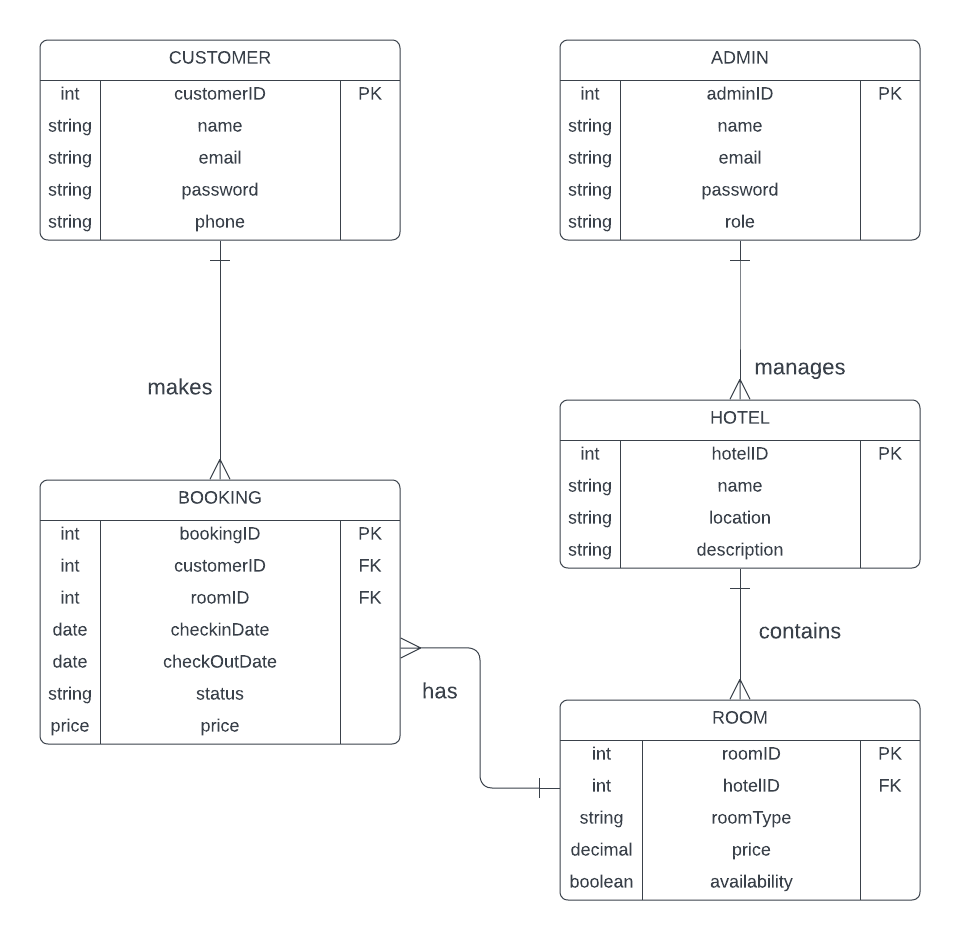 CUSTOMER
int customerID PK
string name
string email
string password
string phone
ADMIN
int adminID PK
string name
string email
string password
string role
makes
manages
HOTEL
int hotelID PK
string name
string location
string description
BOOKING
int bookingID PK
int customerID FK
int roomID FK
date checkinDate
date checkOutDate
string status
price price
contains
has
ROOM
int roomID PK
int hotelID FK
string roomType
decimal price
boolean availability